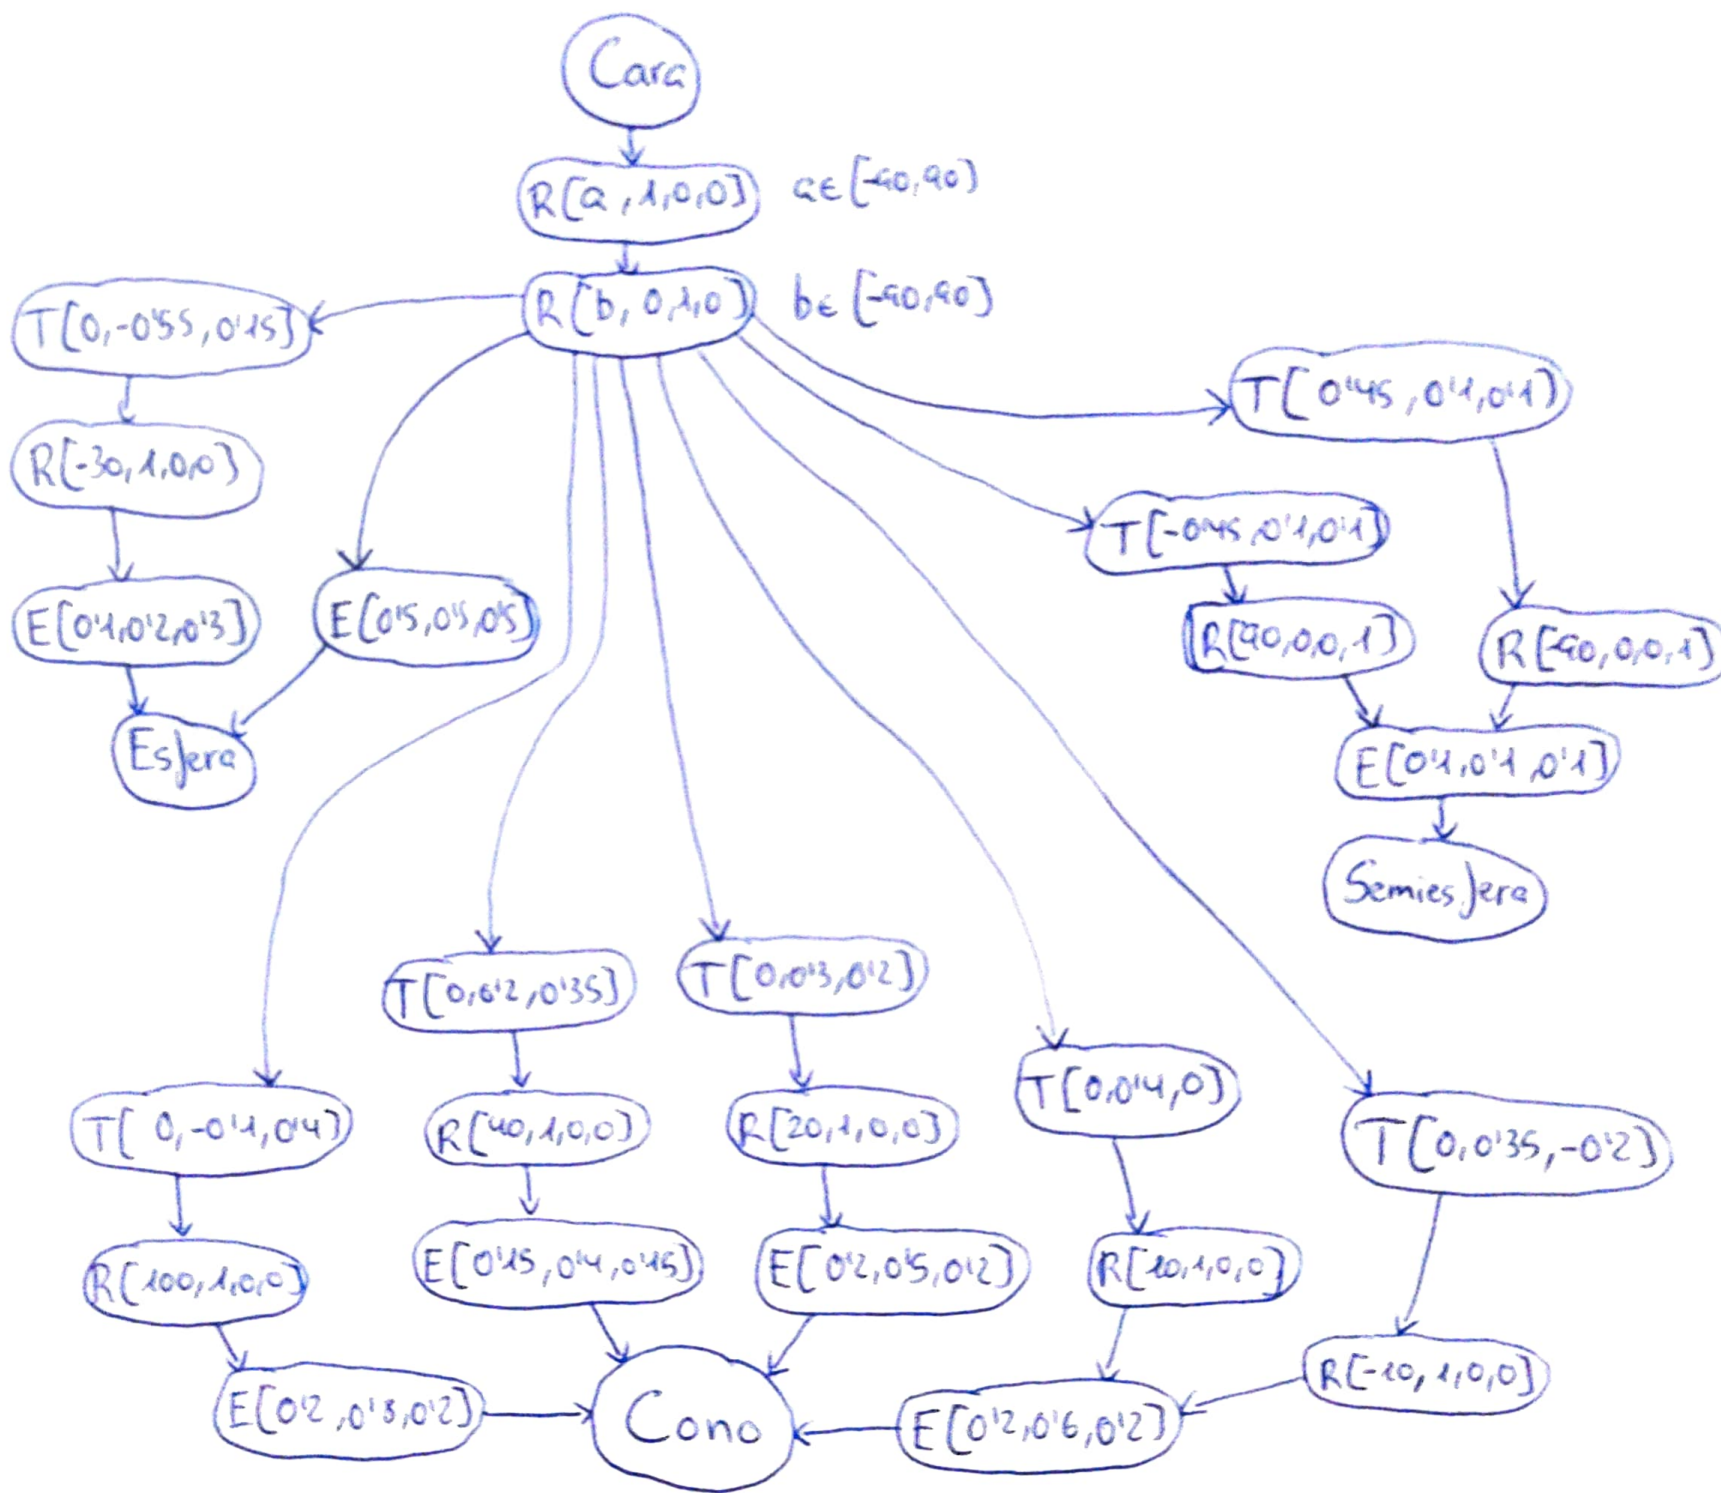 Cara
R[a,1,0,0] a∈[-90,90]
R[b,0,1,0] b∈[-90,90]
T[0,-0'55,0'15]
R[-30,1,0,0]
E[0'1,0'2,0'3]
E[0'5,0'5,0'5]
Esfera
T[0'45,0'1,0'1]
T[-0'45,0'1,0'1]
R[90,0,0,1]
R[-90,0,0,1]
E[0'1,0'1,0'1]
Semiesfera
T[0,-0'1,0'4]
R[100,1,0,0]
E[0'2,0'3,0'2]
T[0,0'2,0'35]
R[40,1,0,0]
E[0'15,0'4,0'15]
T[0,0'3,0'2]
R[20,1,0,0]
E[0'2,0'5,0'2]
T[0,0'4,0]
R[10,1,0,0]
E[0'2,0'6,0'2]
T[0,0'35,-0'2]
R[-10,1,0,0]
Cono